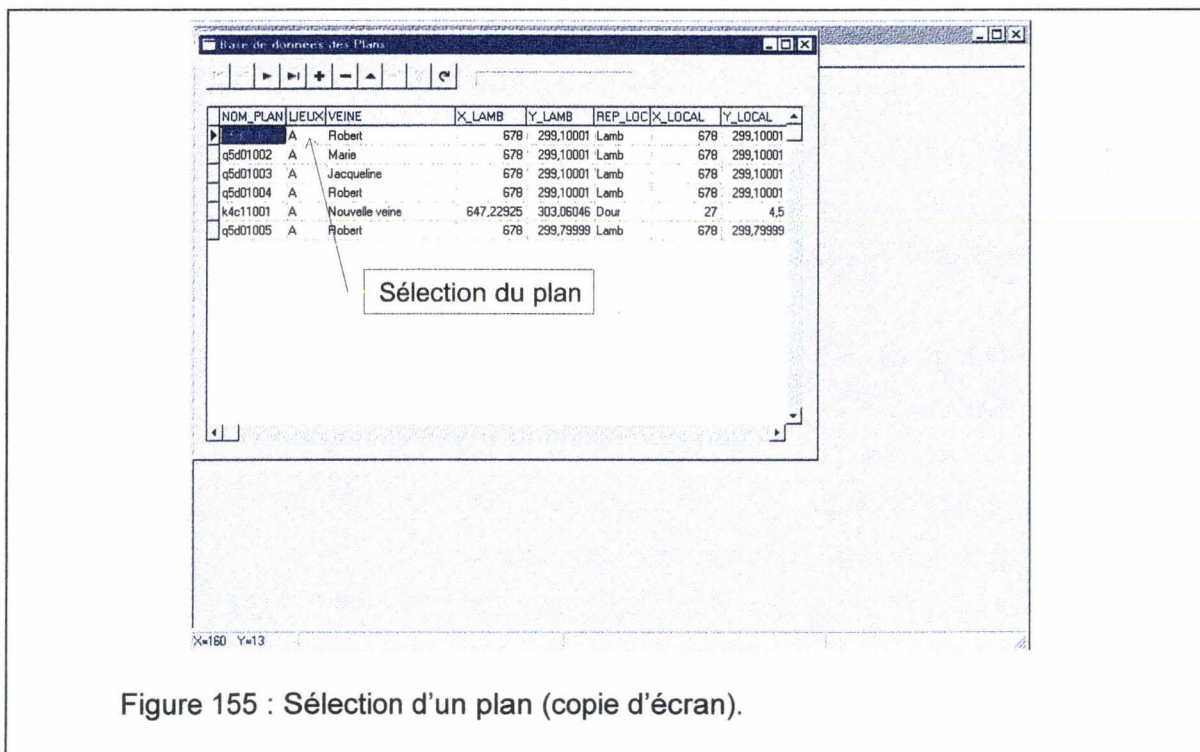 Base de données des Plans
NOM_PLAN LIEUX VEINE X_LAMB Y_LAMB REP_LOC X_LOCAL Y_LOCAL
A Robert 678 299,10001 Lamb 678 299,10001
q5d01002 A Marie 678 299,10001 Lamb 678 299,10001
q5d01003 A Jacqueline 678 299,10001 Lamb 678 299,10001
q5d01004 A Robert 678 299,10001 Lamb 678 299,10001
k4c11001 A Nouvelle veine 647,22925 303,06046 Dour 27 4,5
q5d01005 A Robert 678 299,79999 Lamb 678 299,79999
Sélection du plan
X=160 Y=13
Figure 155 : Sélection d'un plan (copie d'écran).